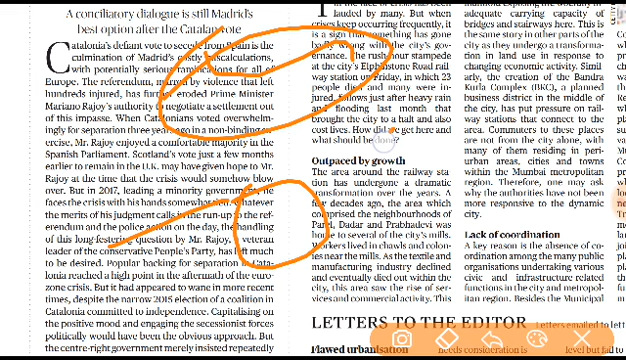 A conciliatory dialogue is still Madrid's
best option after the Catalan vote
Catalonia's defiant vote to secede from Spain is the
culmination of Madrid's costly miscalculations,
with potentially serious ramifications for all of
Europe. The referendum, marred by violence that left
hundreds injured, has further eroded Prime Minister
Mariano Rajoy's authority to negotiate a settlement out
of this impasse. When Catalonians voted overwhelm-
ingly for separation three years ago in a non-binding ex-
ercise, Mr. Rajoy enjoyed a comfortable majority in the
Spanish Parliament. Scotland's vote just a few months
earlier to remain in the U.K. may have given hope to Mr.
Rajoy at the time that the crisis would somehow blow
over. But in 2017, leading a minority government, he
faces the crisis with his hands somewhat tied. Whatever
the merits of his judgment calls in the run-up to the ref-
erendum and the police action on the day, the handling
of this long-festering question by Mr. Rajoy, a veteran
leader of the conservative People's Party, has left much
to be desired. Popular backing for separation in Cata-
lonia reached a high point in the aftermath of the euro-
zone crisis. But it had appeared to wane in more recent
times, despite the narrow 2015 election of a coalition in
Catalonia committed to independence. Capitalising on
the positive mood and engaging the secessionist forces
politically would have been the obvious approach. But
the centre-right government merely insisted repeatedly
lauded by many. But when
crises keep occurring frequently, it
is a sign that something has gone
badly wrong with the city's gov-
ernance. The rush hour stampede
at the city's Elphinstone Road rail-
way station on Friday, in which 23
people died and many were in-
jured, follows just after heavy rain
and flooding last month that
brought the city to a halt and also
cost lives. How did we get here and
what should be done?
Outpaced by growth
The area around the railway sta-
tion has undergone a dramatic
transformation over the years. A
few decades ago, the area which
comprised the neighbourhoods of
Parel, Dadar and Prabhadevi was
home to several of the city's mills.
Workers lived in chawls and colon-
ies near the mills. As the textile and
manufacturing industry declined
and eventually died out within the
city, this area saw the rise of ser-
vices and commercial activity. This
adequate carrying capacity of
bridges and stairways here. This is
the same story in other parts of the
city as they undergo a transforma-
tion in land use in response to
changing economic activity. Simil-
arly, the creation of the Bandra
Kurla Complex (BKC), a planned
business district in the middle of
the city, has put pressure on rail-
way stations that connect to the
area. Commuters to these places
are not from the city alone, with
many of them residing in peri-
urban areas, cities and towns
within the Mumbai metropolitan
region. Therefore, one may ask
why the authorities have not been
more responsive to the dynamic
city.
Lack of coordination
A key reason is the absence of co-
ordination among the many public
organisations undertaking various
civic and infrastructure related
functions in the city and metropol-
itan region. Besides the Municipal
LETTERS TO THE EDITOR
Letters emailed to lett
Flawed urbanisation
needs consideration is
level but fail to